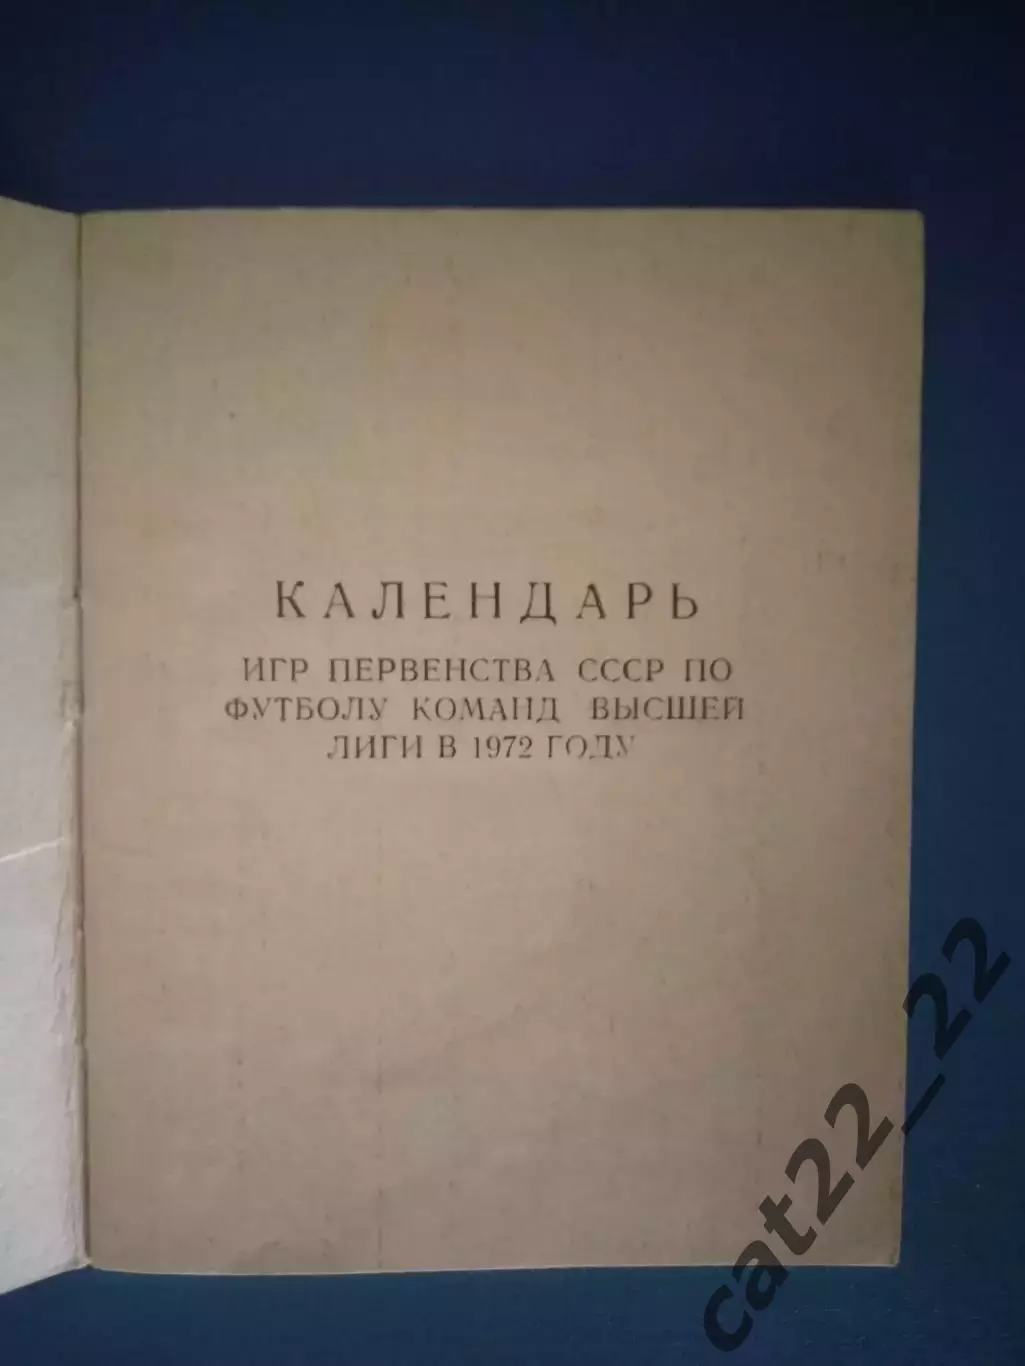 КАЛЕНДАРЬ
ИГР ПЕРВЕНСТВА СССР ПО
ФУТБОЛУ КОМАНД ВЫСШЕЙ
ЛИГИ В 1972 ГОДУ
cat22_22